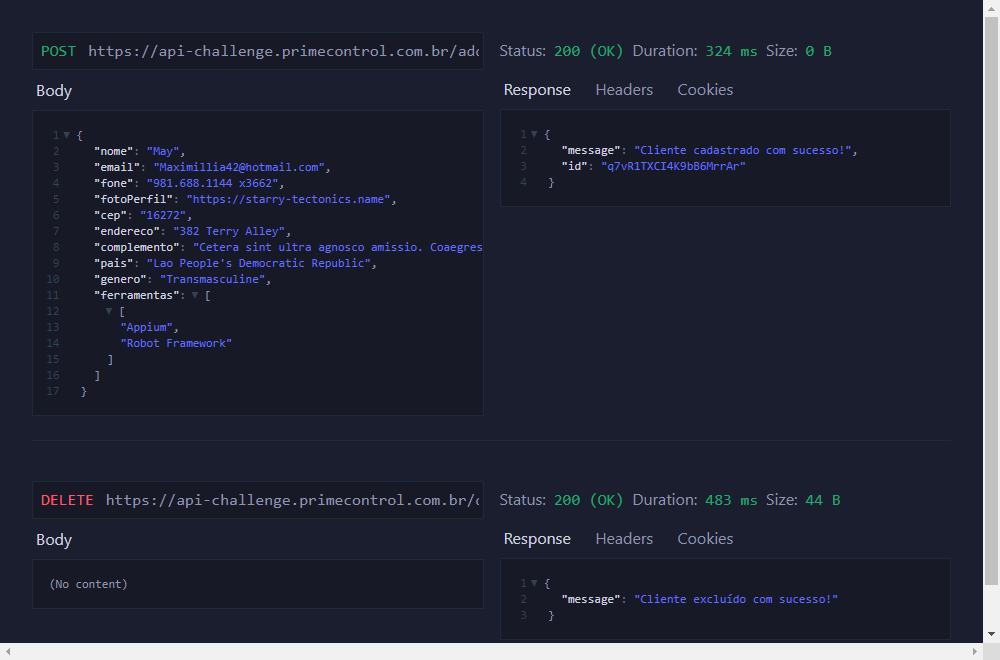 POST https://api-challenge.primecontrol.com.br/add
Status: 200 (OK) Duration: 324 ms Size: 0 B
Body
Response Headers Cookies
1 {
2 "nome": "May",
3 "email": "Maximillia42@hotmail.com",
4 "fone": "981.688.1144 x3662",
5 "fotoPerfil": "https://starry-tectonics.name",
6 "cep": "16272",
7 "endereco": "382 Terry Alley",
8 "complemento": "Cetera sint ultra agnosco amissio. Coaegres
9 "pais": "Lao People's Democratic Republic",
10 "genero": "Transmasculine",
11 "ferramentas": [
12 [
13 "Appium",
14 "Robot Framework"
15 ]
16 ]
17 }
1 {
2 "message": "Cliente cadastrado com sucesso!",
3 "id": "q7vR1TXCI4K9bB6MrrAr"
4 }
DELETE https://api-challenge.primecontrol.com.br/d
Status: 200 (OK) Duration: 483 ms Size: 44 B
Body
Response Headers Cookies
(No content)
1 {
2 "message": "Cliente excluído com sucesso!"
3 }